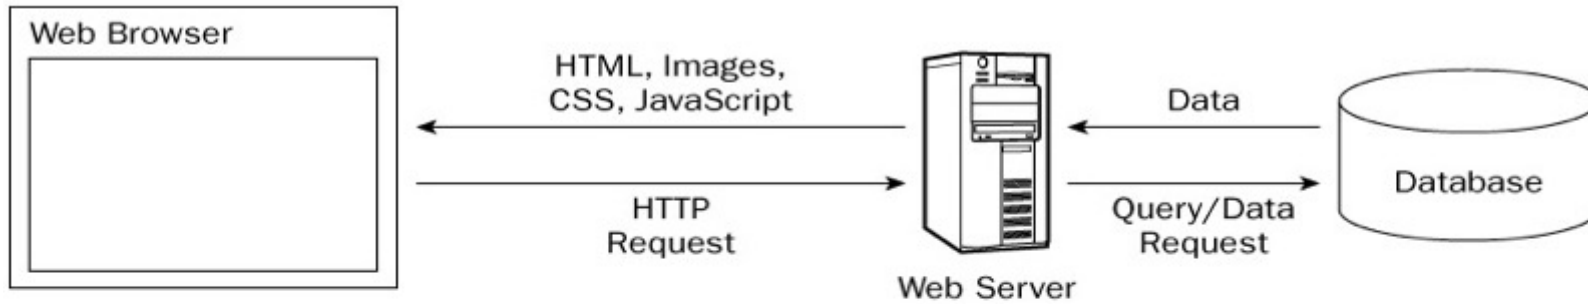 Web Browser
HTML, Images,
CSS, JavaScript
HTTP
Request
Web Server
Data
Query/Data
Request
Database